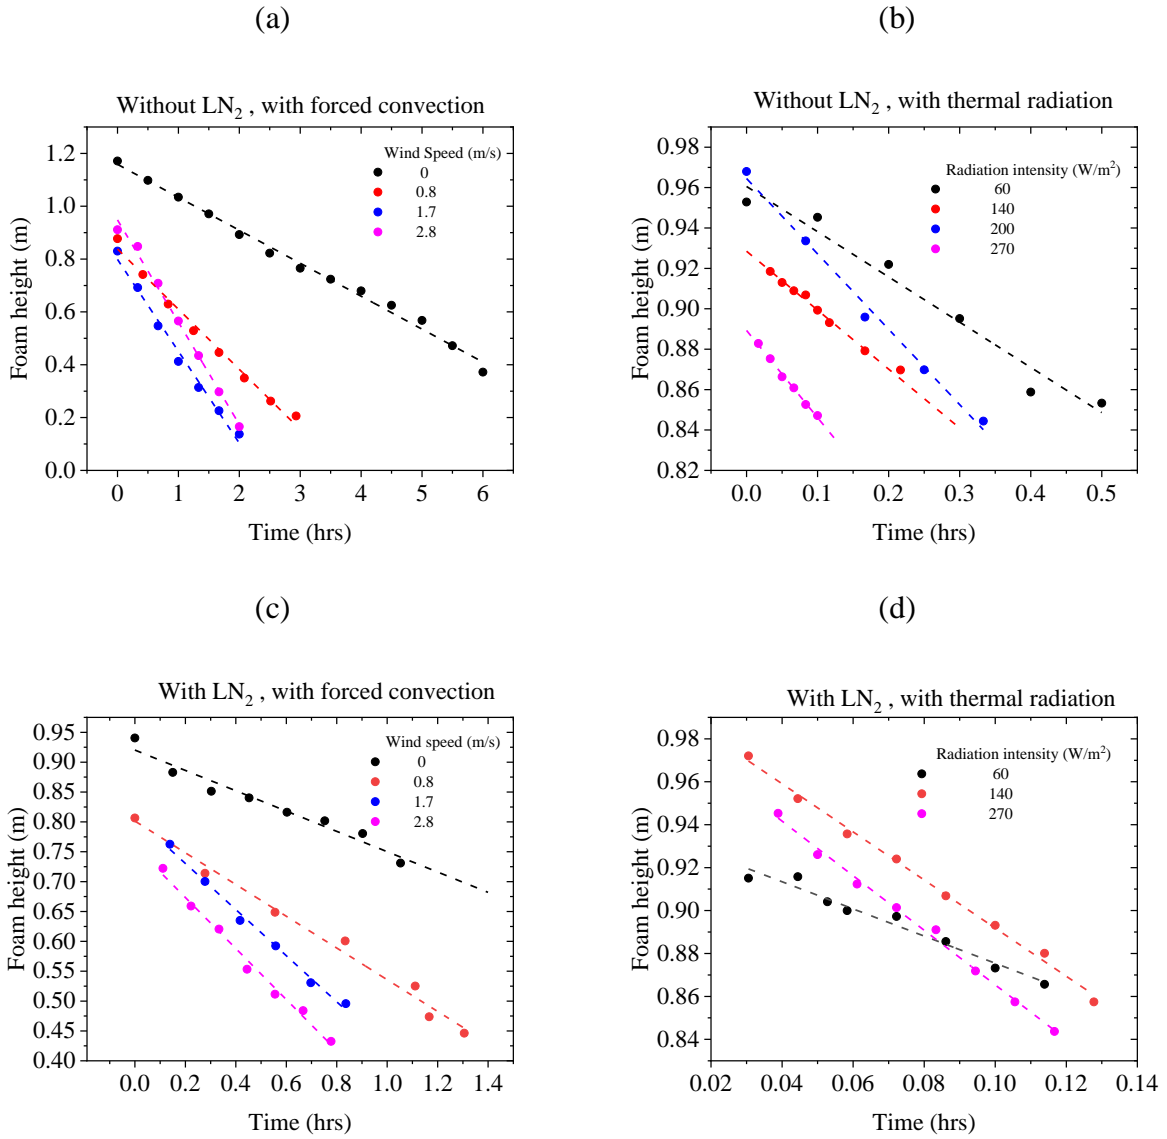 (a)
Without LN2 , with forced convection
Foam height (m)
1.2
1.0
0.8
0.6
0.4
0.2
0.0
Wind Speed (m/s)
0
0.8
1.7
2.8
0 1 2 3 4 5 6
Time (hrs)
(b)
Without LN2 , with thermal radiation
Foam height (m)
0.98
0.96
0.94
0.92
0.90
0.88
0.86
0.84
0.82
Radiation intensity (W/m²)
60
140
200
270
0.0 0.1 0.2 0.3 0.4 0.5
Time (hrs)
(c)
With LN2 , with forced convection
Foam height (m)
0.95
0.90
0.85
0.80
0.75
0.70
0.65
0.60
0.55
0.50
0.45
0.40
Wind speed (m/s)
0
0.8
1.7
2.8
0.0 0.2 0.4 0.6 0.8 1.0 1.2 1.4
Time (hrs)
(d)
With LN2 , with thermal radiation
Foam height (m)
0.98
0.96
0.94
0.92
0.90
0.88
0.86
0.84
Radiation intensity (W/m²)
60
140
270
0.02 0.04 0.06 0.08 0.10 0.12 0.14
Time (hrs)